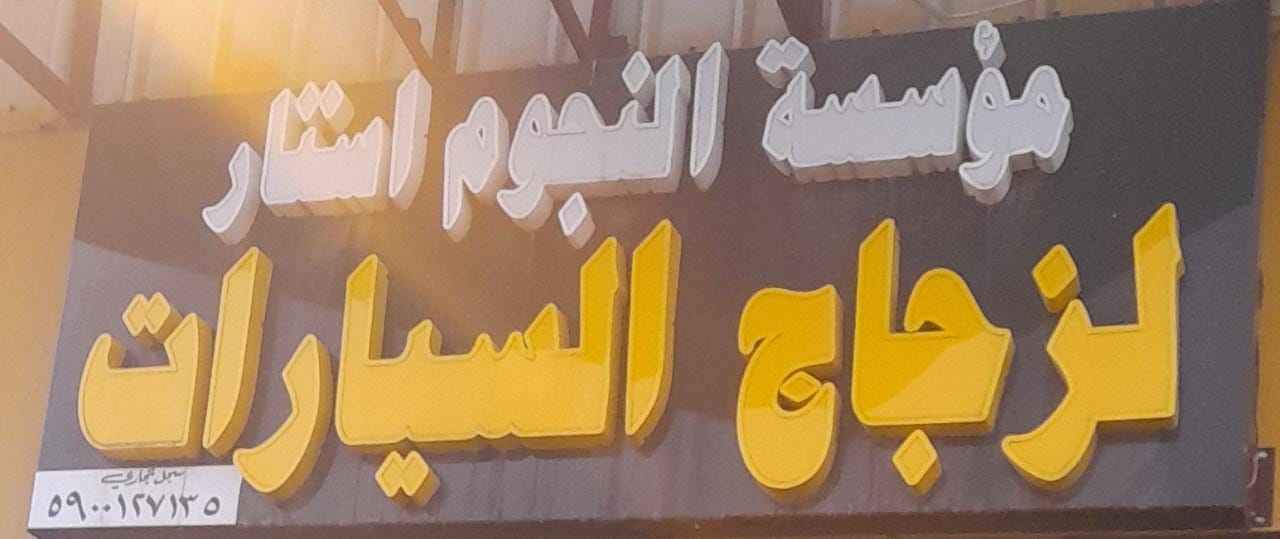 مؤسسة النجوم استار
لزجاج السيارات
سجل تجاري
٥٩٠٠١٢٧١٣٥